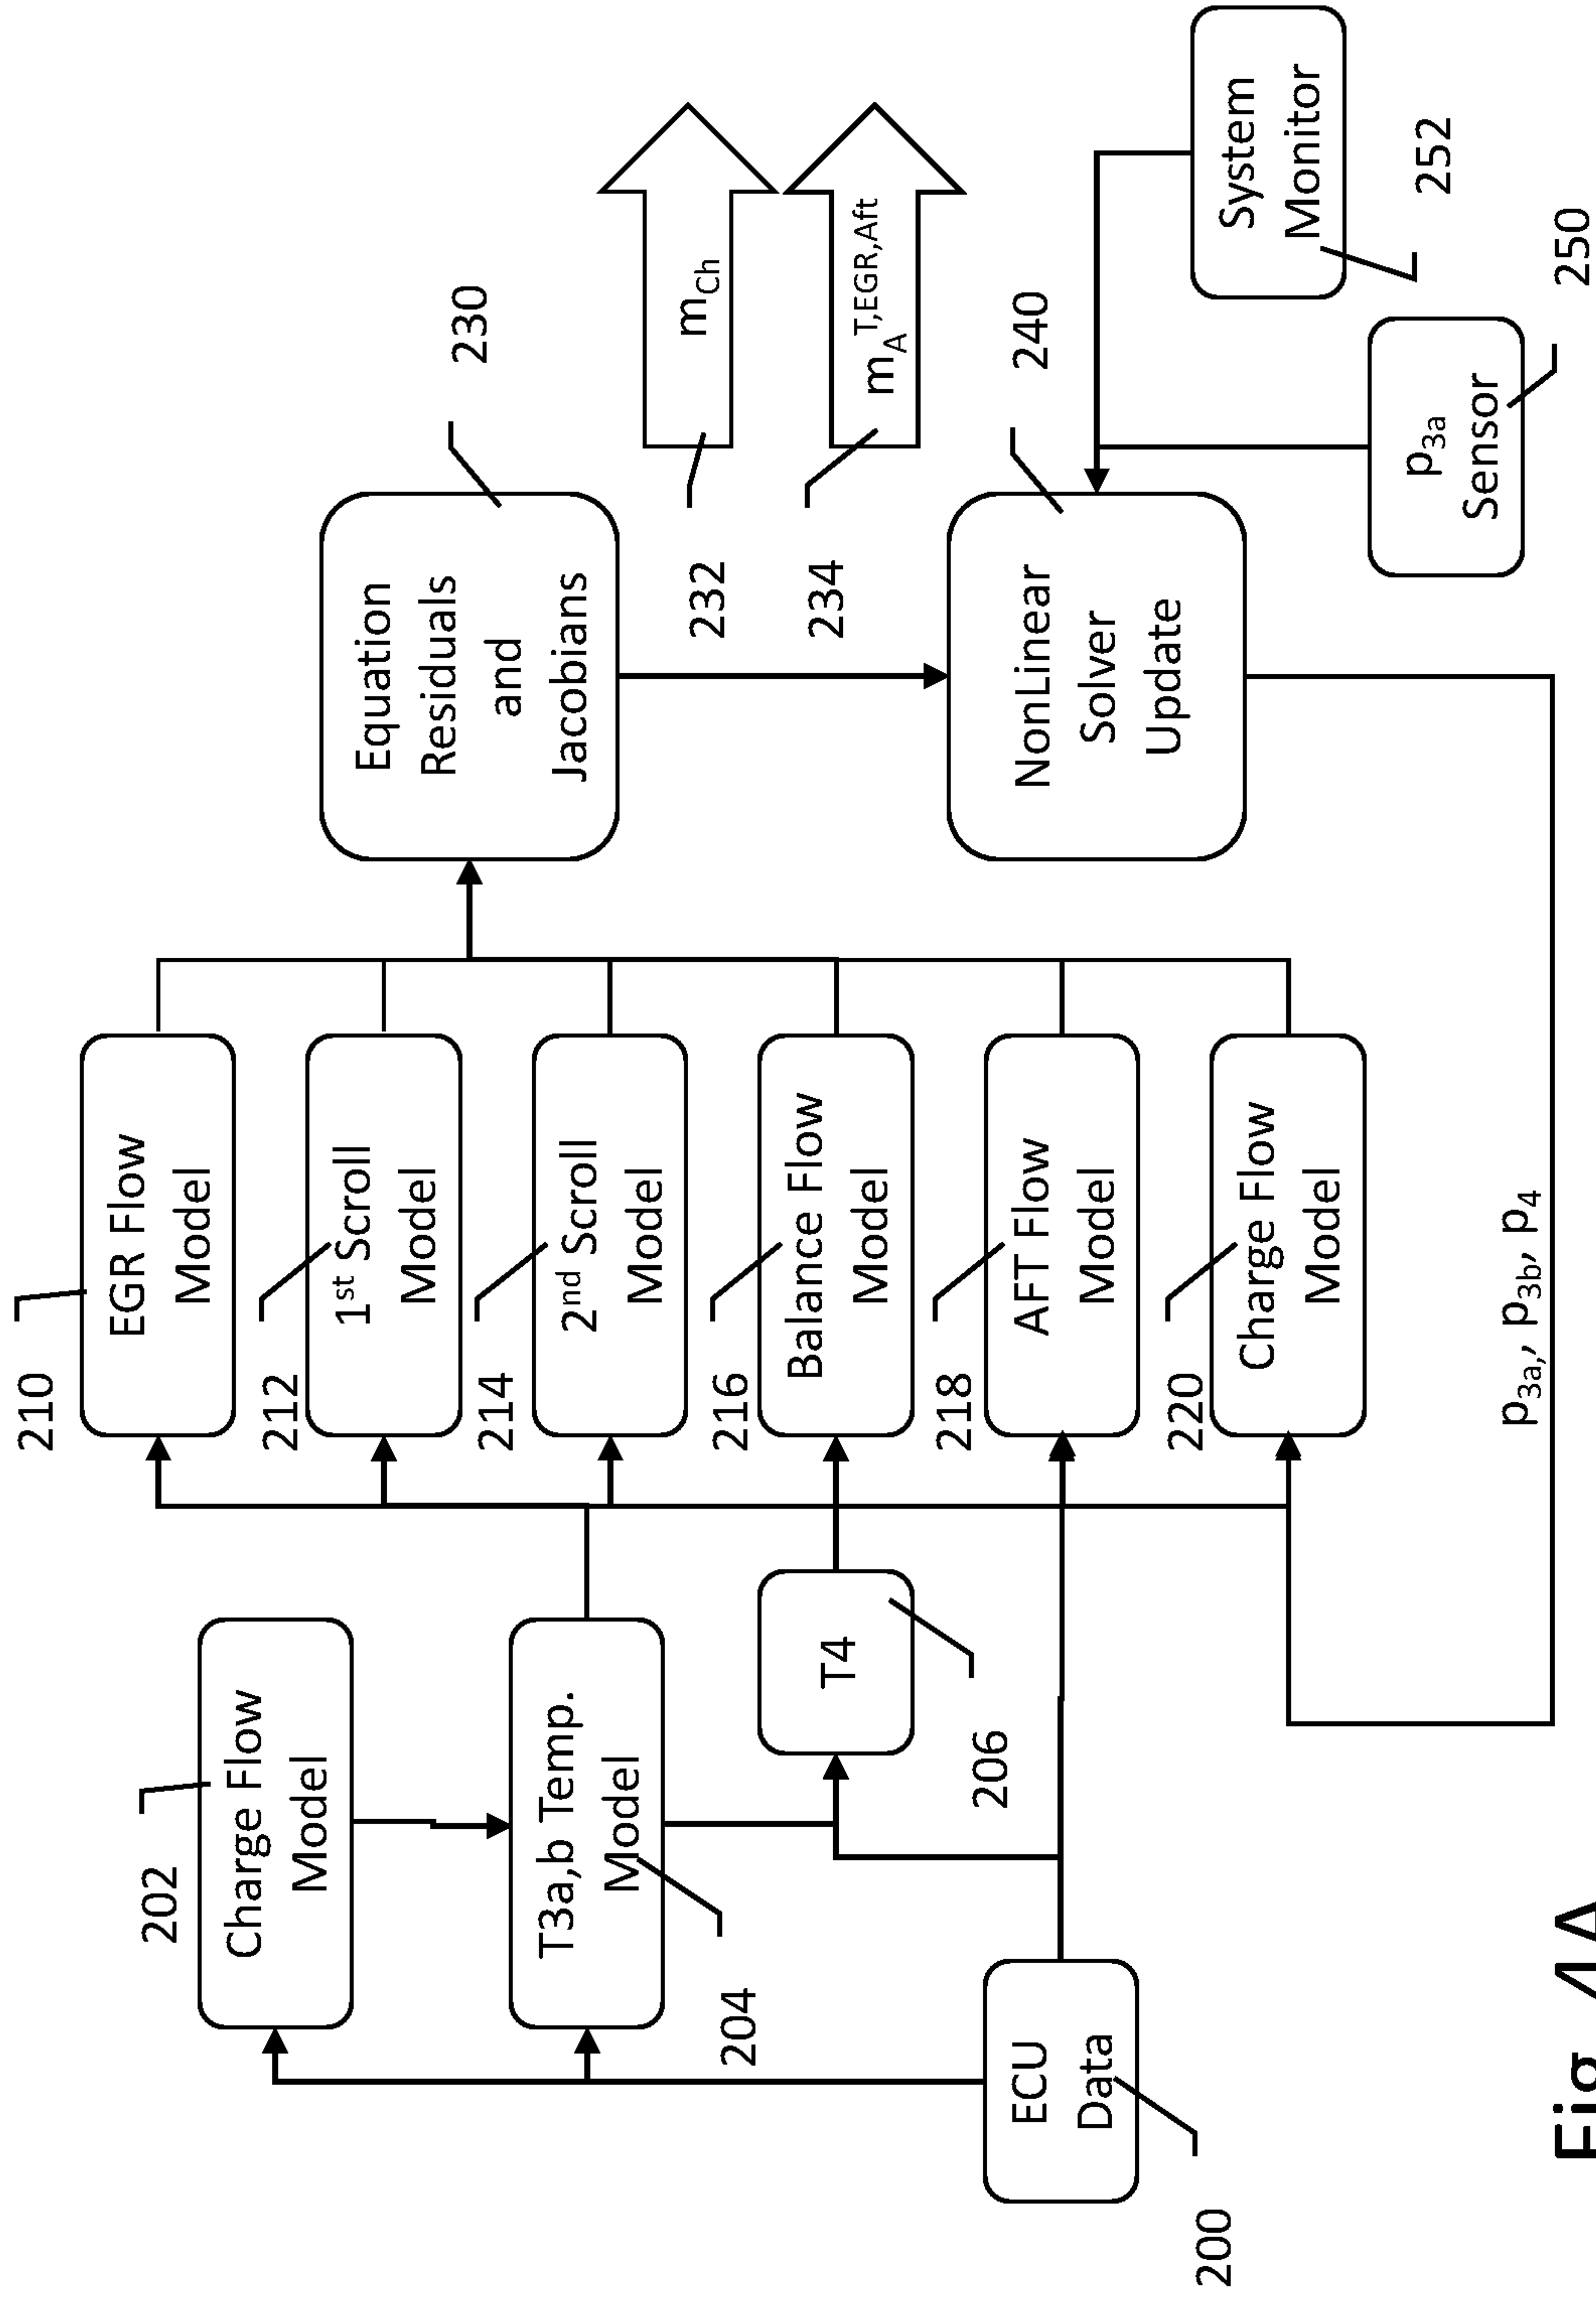 202
Charge Flow
Model
T3a,b Temp.
Model
204
ECU
Data
200
T4
206
210
EGR Flow
Model
212
1st Scroll
Model
214
2nd Scroll
Model
216
Balance Flow
Model
218
AFT Flow
Model
220
Charge Flow
Model
p3a,, p3b, p4
Equation
Residuals
and
Jacobians
230
mCh
232
mA T,EGR,Aft
234
NonLinear
Solver
Update
240
p3a
Sensor
250
System
Monitor
252
Fig. 4A